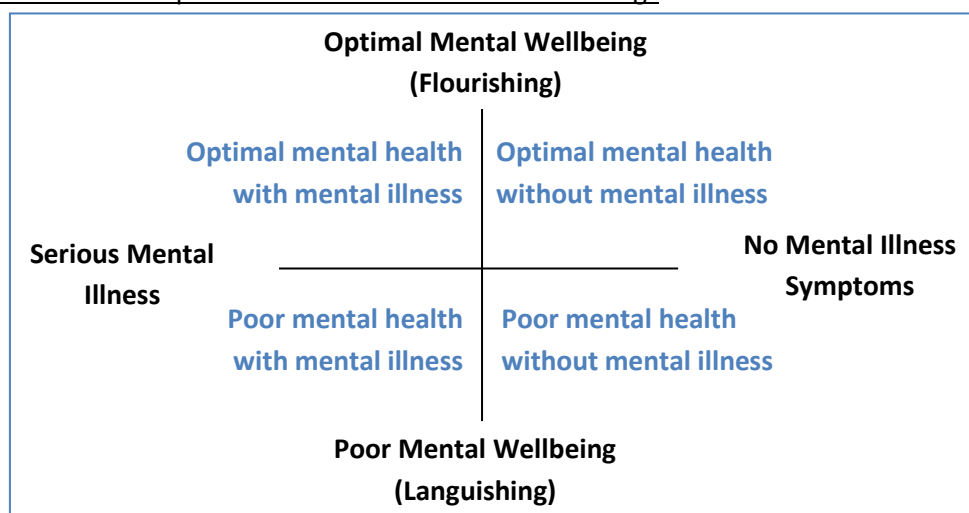 Optimal Mental Wellbeing
(Flourishing)
Optimal mental health
with mental illness
Optimal mental health
without mental illness
Serious Mental
Illness
No Mental Illness
Symptoms
Poor mental health
with mental illness
Poor mental health
without mental illness
Poor Mental Wellbeing
(Languishing)